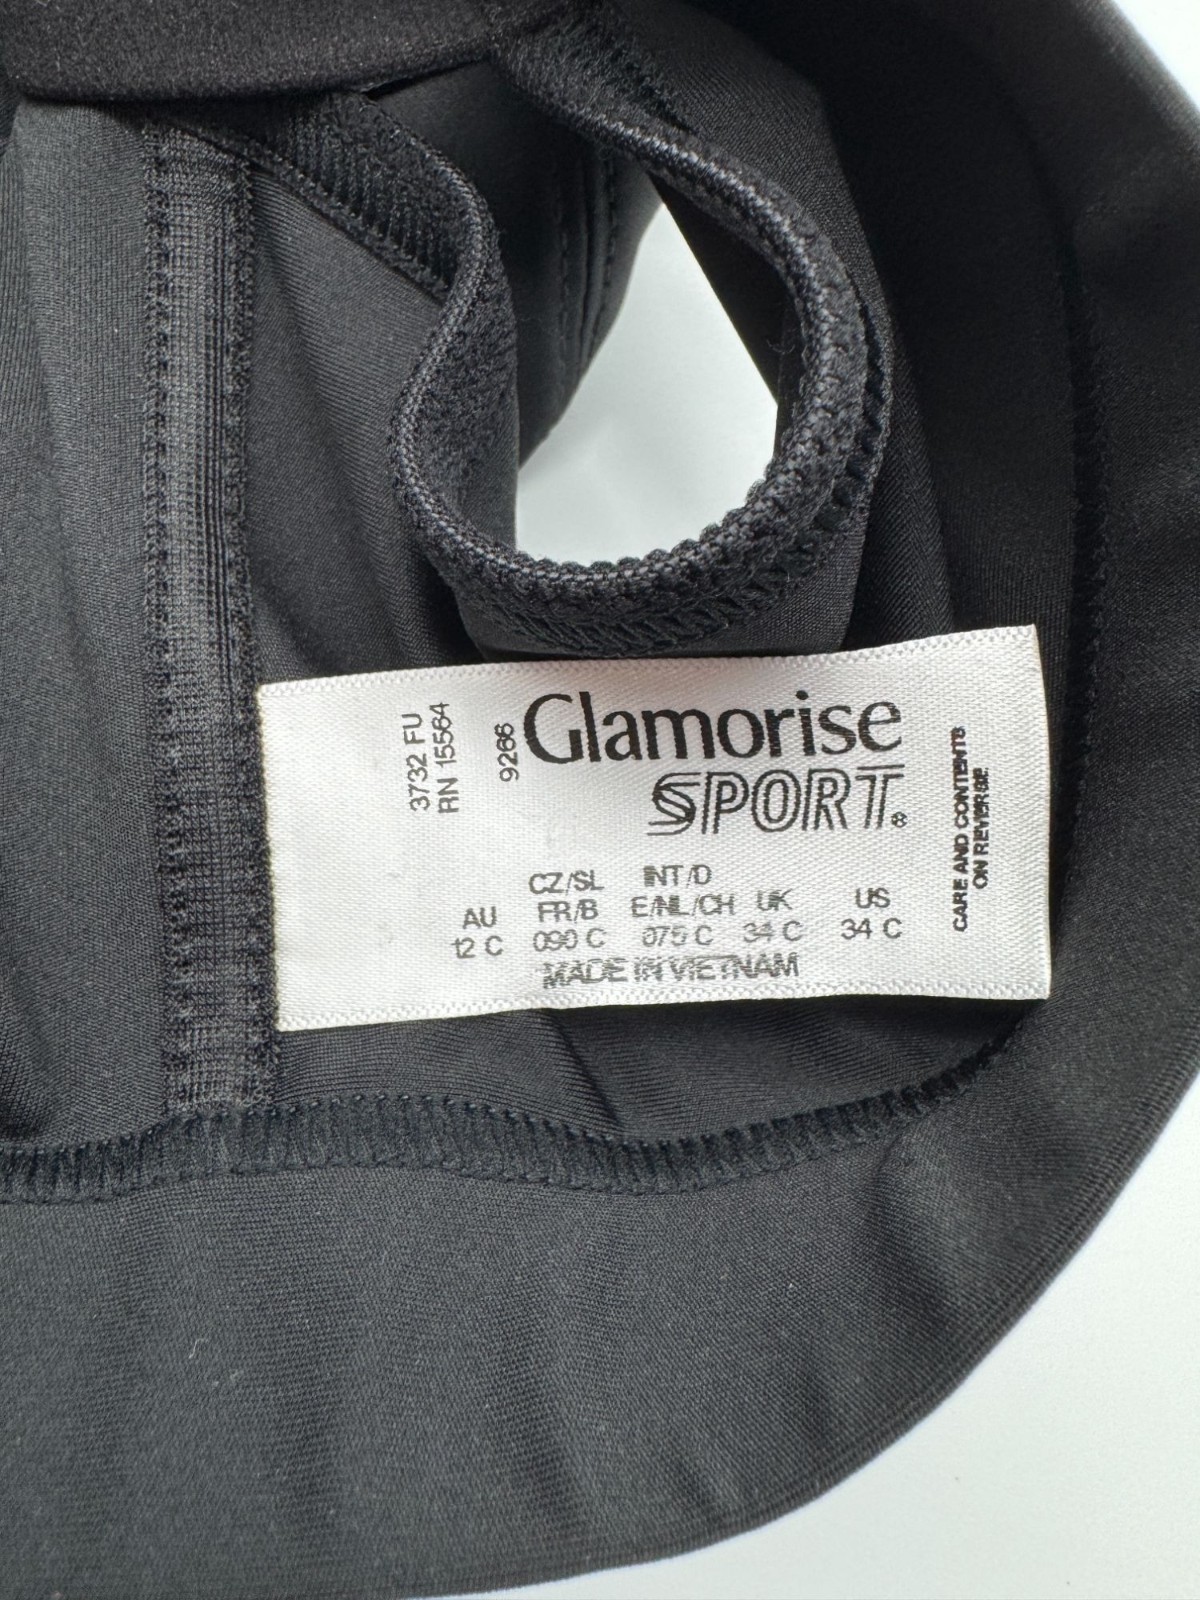 3732 FU
RN 15564
9266
Glamorise
SPORT®
CZ/SL INT/D
AU FR/B E/NL/CH UK US
12 C 090 C 075 C 34 C 34 C
MADE IN VIETNAM
CARE AND CONTENTS
ON REVERSE